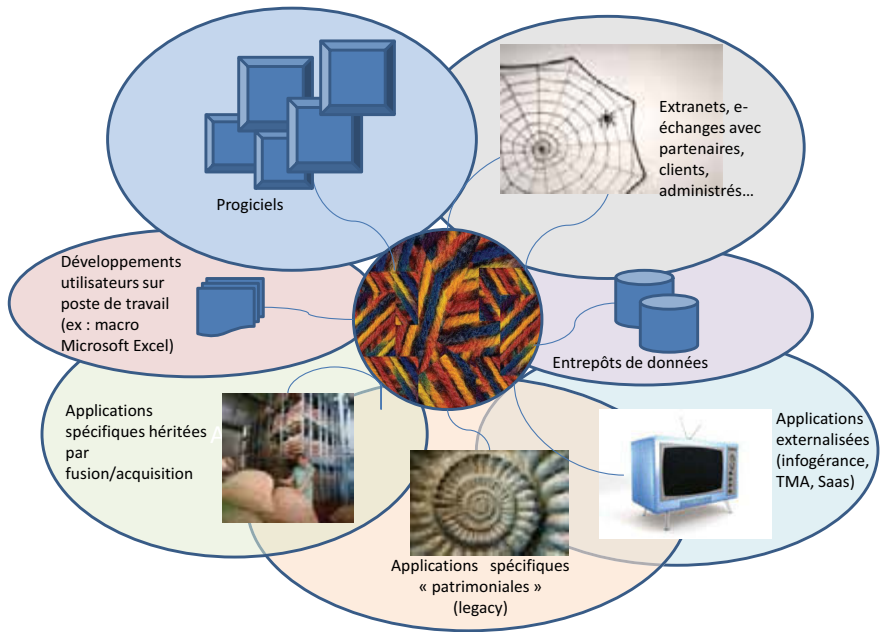 Progiciels
Extranets, e-
échanges avec
partenaires,
clients,
administrés…
Développements
utilisateurs sur
poste de travail
(ex : macro
Microsoft Excel)
Entrepôts de données
Applications
spécifiques héritées
par
fusion/acquisition
A
Applications spécifiques
« patrimoniales »
(legacy)
Applications
externalisées
(infogérance,
TMA, Saas)